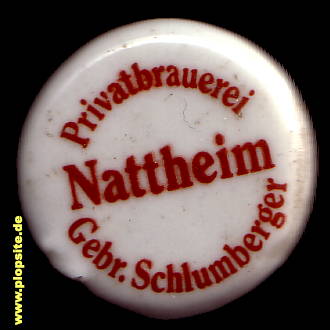 Privatbrauerei
Nattheim
Gebr. Schlumberger
www.plopsite.de